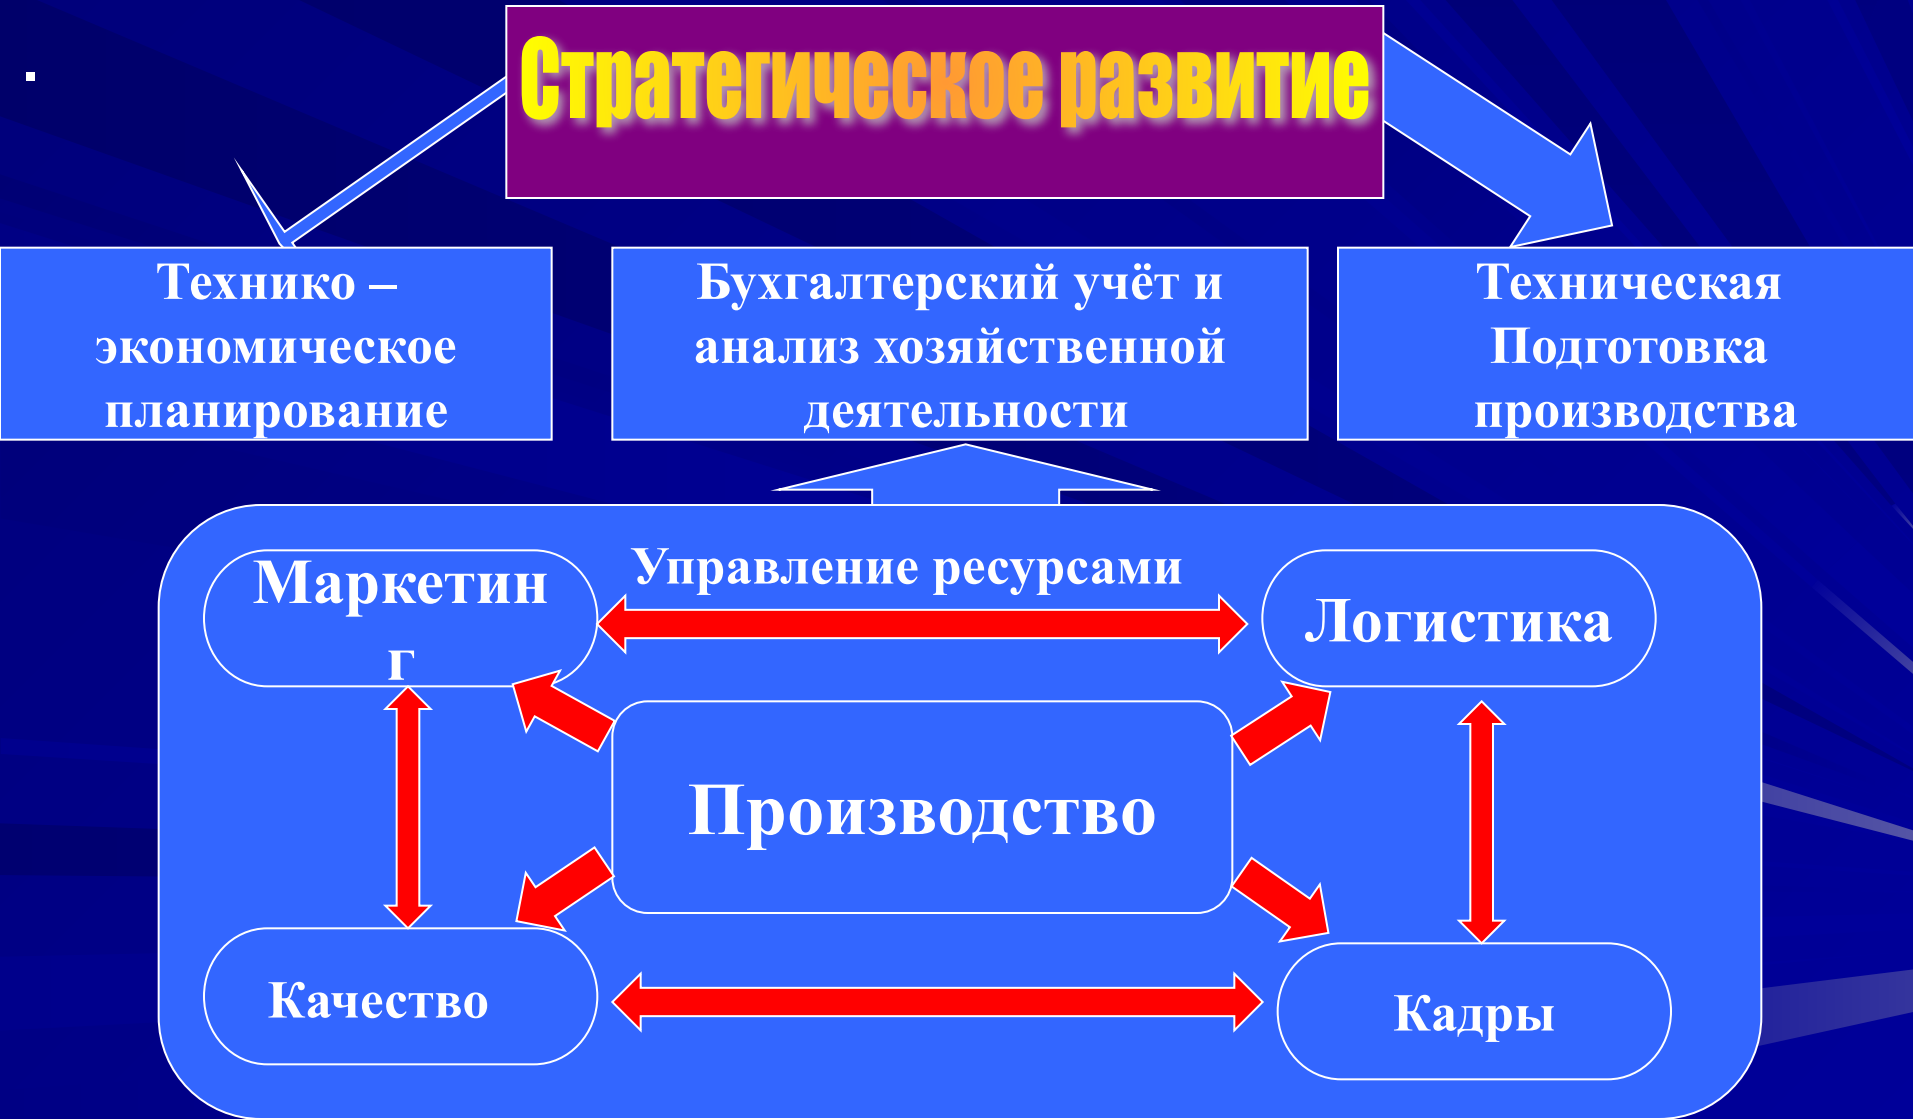 Стратегическое развитие
Технико –
экономическое
планирование
Бухгалтерский учёт и
анализ хозяйственной
деятельности
Техническая
Подготовка
производства
Управление ресурсами
Маркетин
г
Логистика
Производство
Качество
Кадры